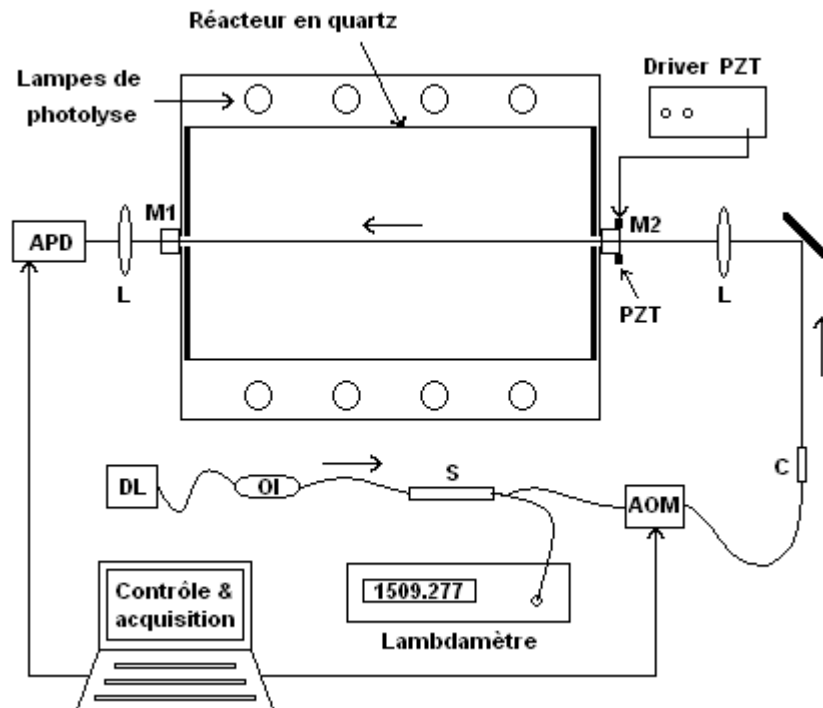 Réacteur en quartz
Lampes de
photolyse
Driver PZT
M1
M2
APD
L
L
PZT
DL
OI
S
AOM
C
Contrôle &
acquisition
1509.277
Lambdamètre